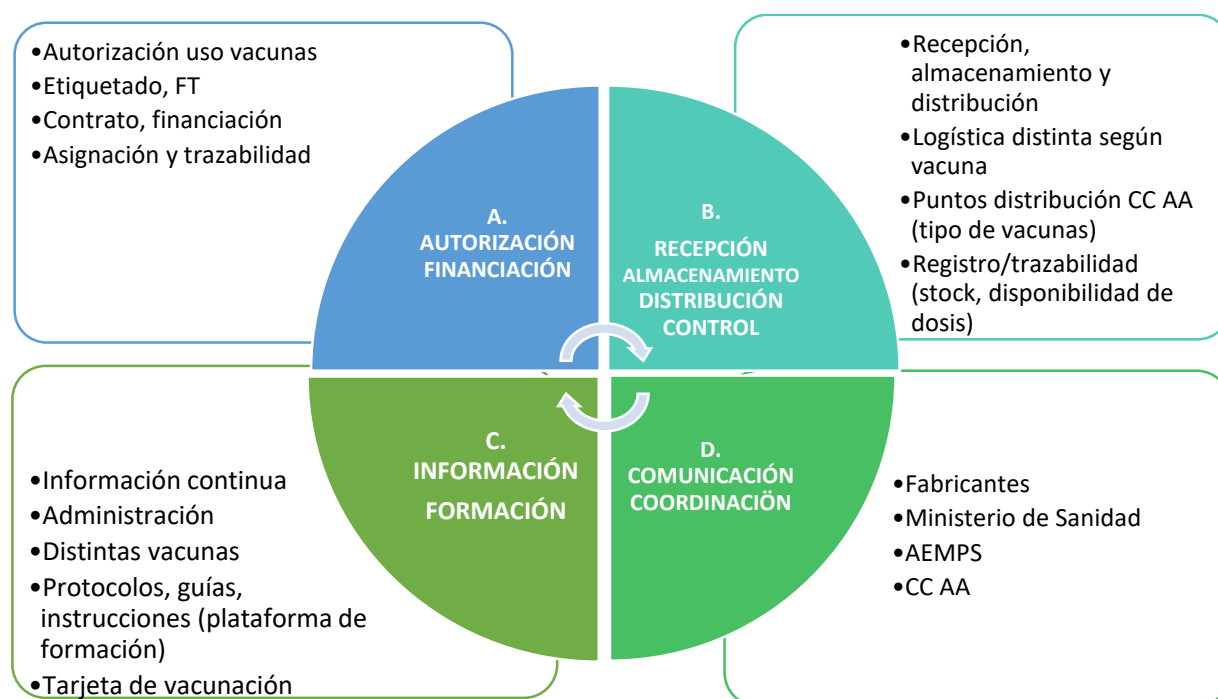 •Autorización uso vacunas
•Etiquetado, FT
•Contrato, financiación
•Asignación y trazabilidad
•Recepción,
almacenamiento y
distribución
•Logística distinta según
vacuna
•Puntos distribución CC AA
(tipo de vacunas)
•Registro/trazabilidad
(stock, disponibilidad de
dosis)
A.
AUTORIZACIÓN
FINANCIACIÓN
B.
RECEPCIÓN
ALMACENAMIENTO
DISTRIBUCIÓN
CONTROL
C.
INFORMACIÓN
FORMACIÓN
D.
COMUNICACIÓN
COORDINACIÖN
•Información continua
•Administración
•Distintas vacunas
•Protocolos, guías,
instrucciones (plataforma de
formación)
•Tarjeta de vacunación
•Fabricantes
•Ministerio de Sanidad
•AEMPS
•CC AA